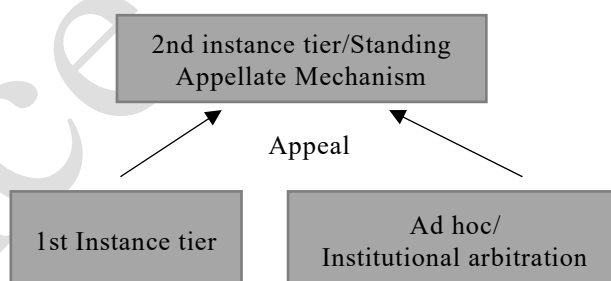 2nd instance tier/Standing
Appellate Mechanism
Appeal
1st Instance tier
Ad hoc/
Institutional arbitration